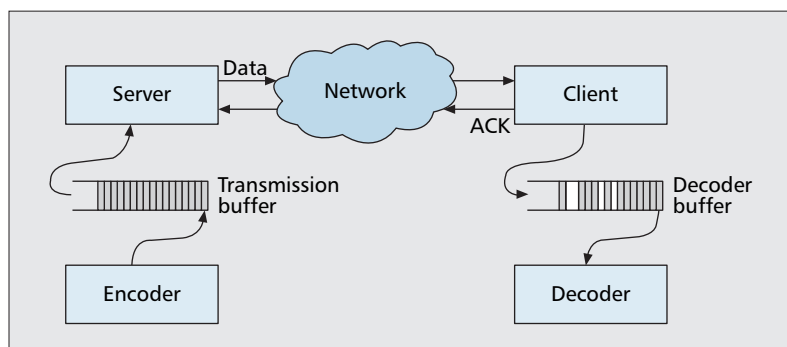 Data
Server
Network
Client
ACK
Transmission
buffer
Decoder
buffer
Encoder
Decoder